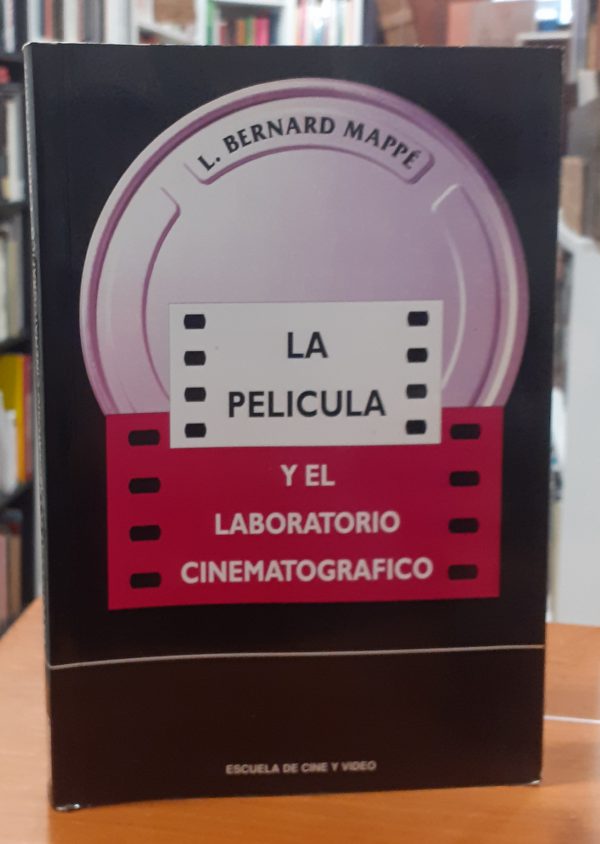 L. BERNARD MAPPÉ
LA
PELICULA
Y EL
LABORATORIO
CINEMATOGRAFICO
ESCUELA DE CINE Y VIDEO